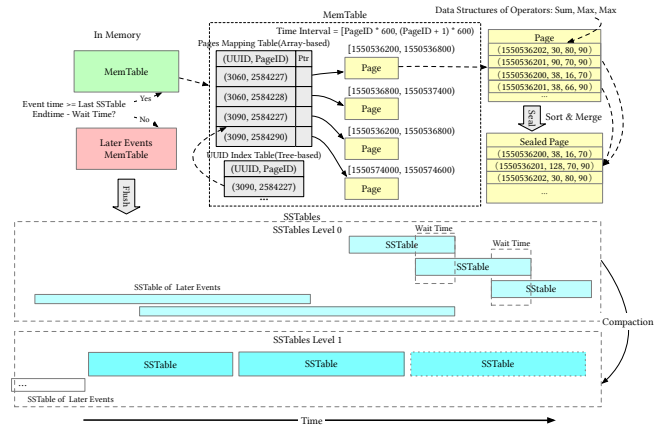 In Memory
MemTable
Event time >= Last SSTable
Endtime - Wait Time?
Yes
No
Later Events
MemTable
Flush
MemTable
Time Interval = [PageID * 600, (PageID + 1) * 600)
Pages Mapping Table(Array-based)
(UUID, PageID) Ptr
(3060, 2584227)
(3060, 2584228)
(3090, 2584227)
(3090, 2584290)
UUID Index Table(Tree-based)
(UUID, PageID)
(3090, 2584227)
...
[1550536200, 1550536800)
Page
[1550536800, 1550537400)
Page
[1550536200, 1550536800)
Page
[1550574000, 1550574600)
Page
Data Structures of Operators: Sum, Max, Max
Page
(1550536202, 30, 80, 90)
(1550536201, 90, 70, 90)
(1550536200, 38, 16, 70)
(1550536201, 38, 66, 90)
...
Seal
Sort & Merge
Sealed Page
(1550536200, 38, 16, 70)
(1550536201, 128, 70, 90)
(1550536202, 30, 80, 90)
...
SSTables
SSTables Level 0
Wait Time
SSTable
Wait Time
SSTable
SStable
SSTable of Later Events
Compaction
SSTables Level 1
SSTable
SSTable
SSTable
...
SSTable of Later Events
Time